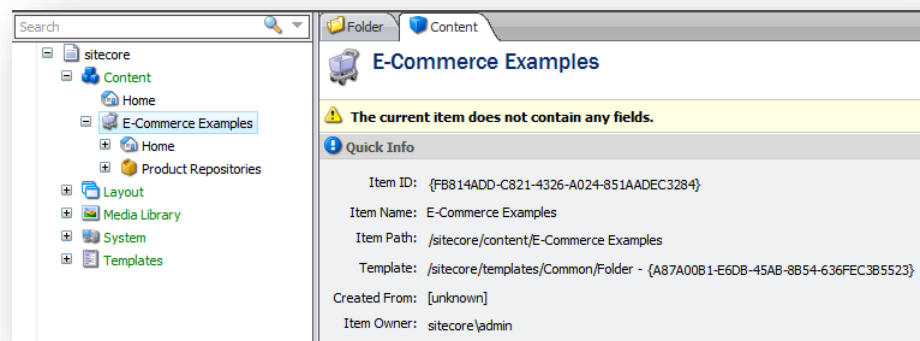 Search
sitecore
Content
Home
E-Commerce Examples
Home
Product Repositories
Layout
Media Library
System
Templates
Folder
Content
E-Commerce Examples
The current item does not contain any fields.
Quick Info
Item ID: {FB814ADD-C821-4326-A024-851AADEC3284}
Item Name: E-Commerce Examples
Item Path: /sitecore/content/E-Commerce Examples
Template: /sitecore/templates/Common/Folder - {A87A00B1-E6DB-45AB-8B54-636FEC3B5523}
Created From: [unknown]
Item Owner: sitecore\admin